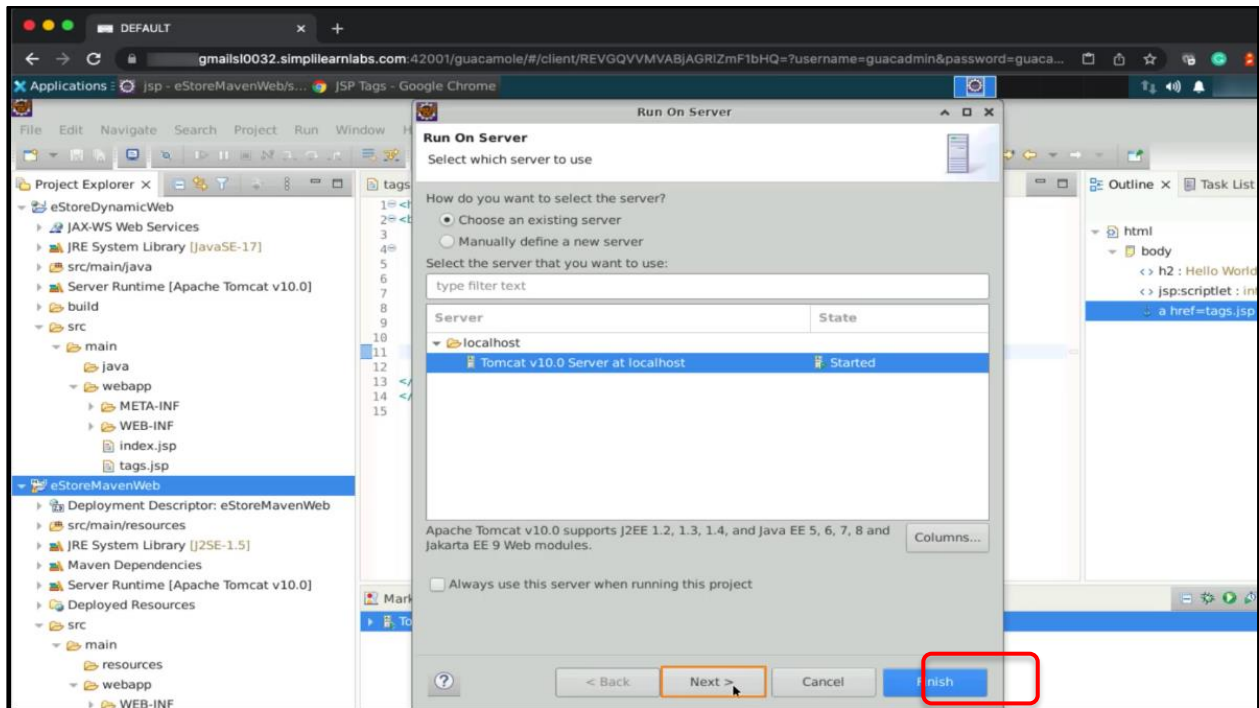 DEFAULT
gmailsl0032.simplilearnlabs.com:42001/guacamole/#/client/REVGQVVMVABjAGRlZmF1bHQ=?username=guacadmin&password=guaca...
Applications : jsp - eStoreMavenWeb/s... JSP Tags - Google Chrome
Run On Server
File Edit Navigate Search Project Run Window H
Run On Server
Select which server to use
Project Explorer
tags
Outline Task List
How do you want to select the server?
Choose an existing server
Manually define a new server
Select the server that you want to use:
type filter text
Server State
localhost
Tomcat v10.0 Server at localhost Started
Apache Tomcat v10.0 supports J2EE 1.2, 1.3, 1.4, and Java EE 5, 6, 7, 8 and
Jakarta EE 9 Web modules.
Columns...
Always use this server when running this project
< Back Next > Cancel Finish
eStoreDynamicWeb
JAX-WS Web Services
JRE System Library [JavaSE-17]
src/main/java
Server Runtime [Apache Tomcat v10.0]
build
src
main
java
webapp
META-INF
WEB-INF
index.jsp
tags.jsp
eStoreMavenWeb
Deployment Descriptor: eStoreMavenWeb
src/main/resources
JRE System Library [J2SE-1.5]
Maven Dependencies
Server Runtime [Apache Tomcat v10.0]
Deployed Resources
src
main
resources
webapp
WEB-INF
1 <h
2 <b
3
4
5
6
7
8
9
10
11
12
13 </
14 </
15
Mark
To
html
body
h2 : Hello World
jsp:scriptlet : int
a href=tags.jsp